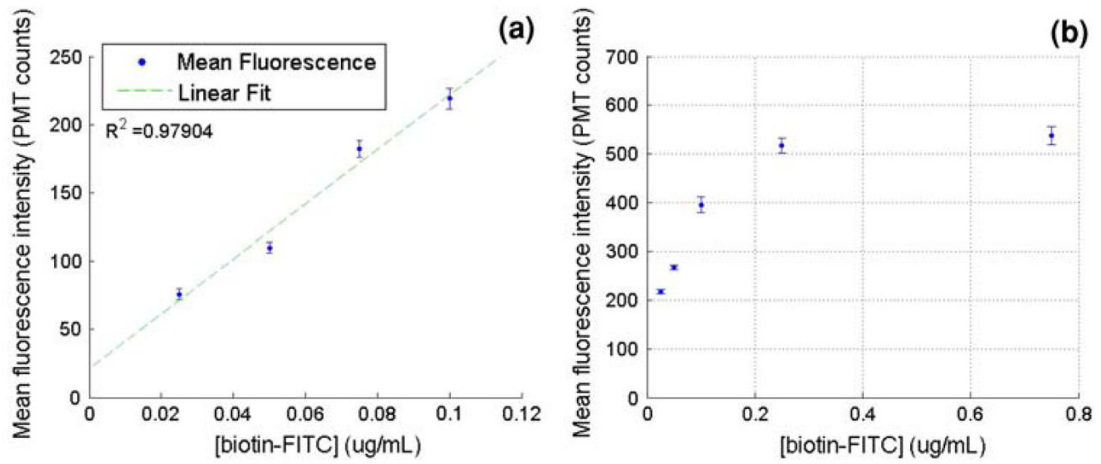 (a)
Mean fluorescence intensity (PMT counts)
250
200
150
100
50
0
Mean Fluorescence
Linear Fit
R² =0.97904
0
0.02
0.04
0.06
0.08
0.1
0.12
[biotin-FITC] (ug/mL)
(b)
Mean fluorescence intensity (PMT counts)
700
600
500
400
300
200
100
0
0
0.2
0.4
0.6
0.8
[biotin-FITC] (ug/mL)